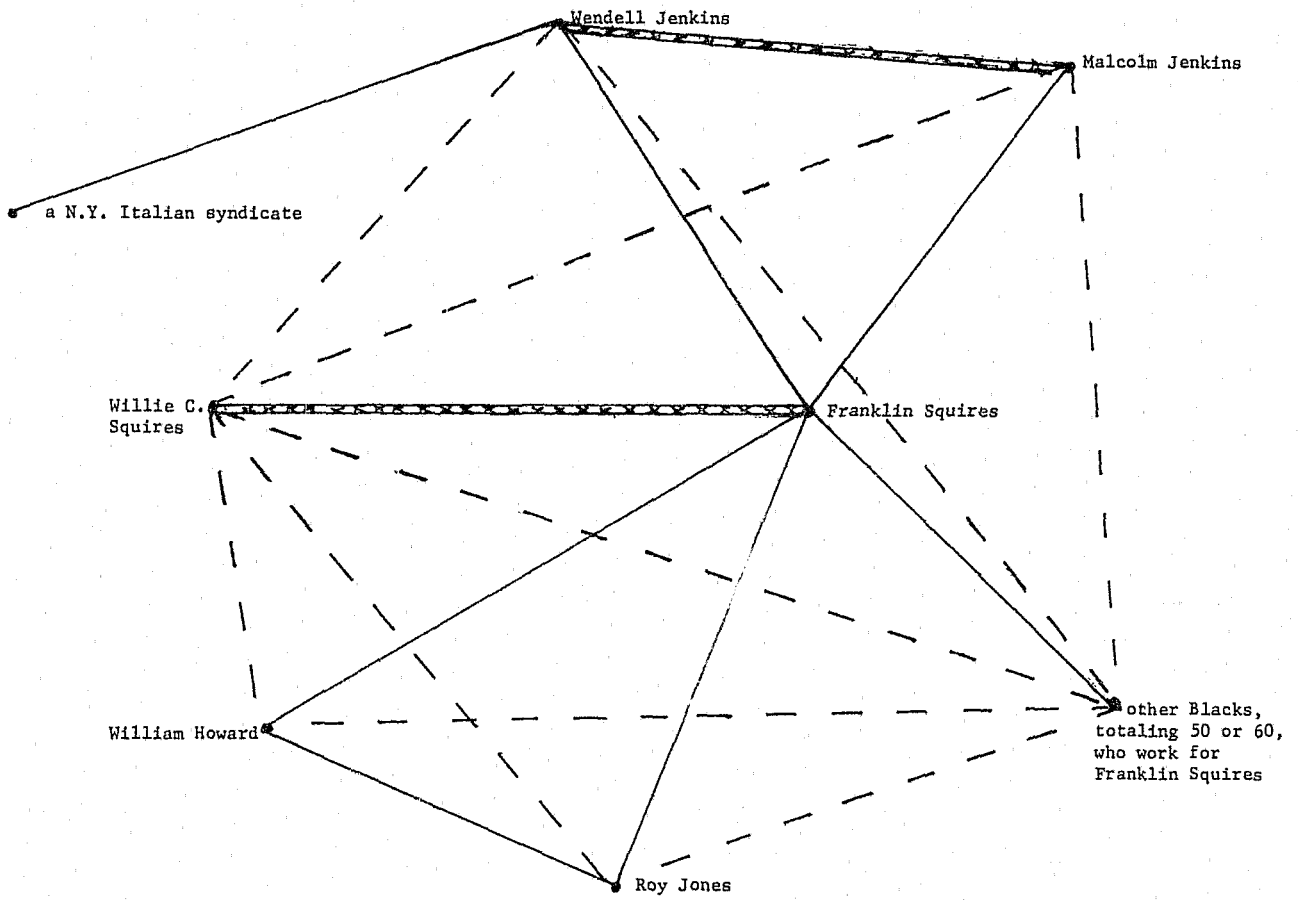 Wendell Jenkins
Malcolm Jenkins
a N.Y. Italian syndicate
Willie C.
Squires
Franklin Squires
William Howard
other Blacks,
totaling 50 or 60,
who work for
Franklin Squires
Roy Jones